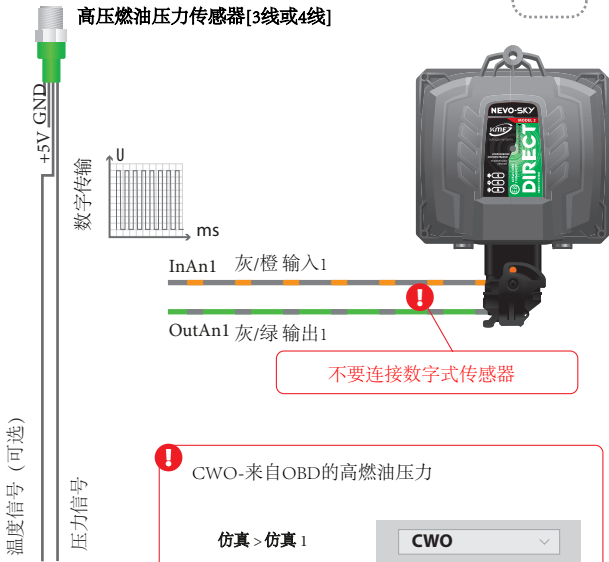 高压燃油压力传感器[3线或4线]
+5V GND
数字传输
U
ms
NEVO-SKY
MODEL 2
KME
DIRECT
InAn1 灰/橙 输入1
OutAn1 灰/绿 输出1
不要连接数字式传感器
温度信号（可选）
压力信号
CWO-来自OBD的高燃油压力
仿真 > 仿真 1
CWO